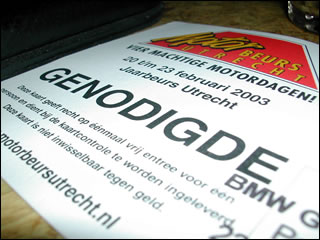 Motor
BEURS
UTRECHT
VIER MACHTIGE MOTORDAGEN!
20 t/m 23 februari 2003
Jaarbeurs Utrecht
GENODIGDE
BMW G
Deze kaart geeft recht op éénmaal vrij entree voor een
persoon en dient bij de kaartcontrole te worden ingeleverd.
Deze Kaart is niet inwisselbaar tegen geld.
motorbeursutrecht.nl